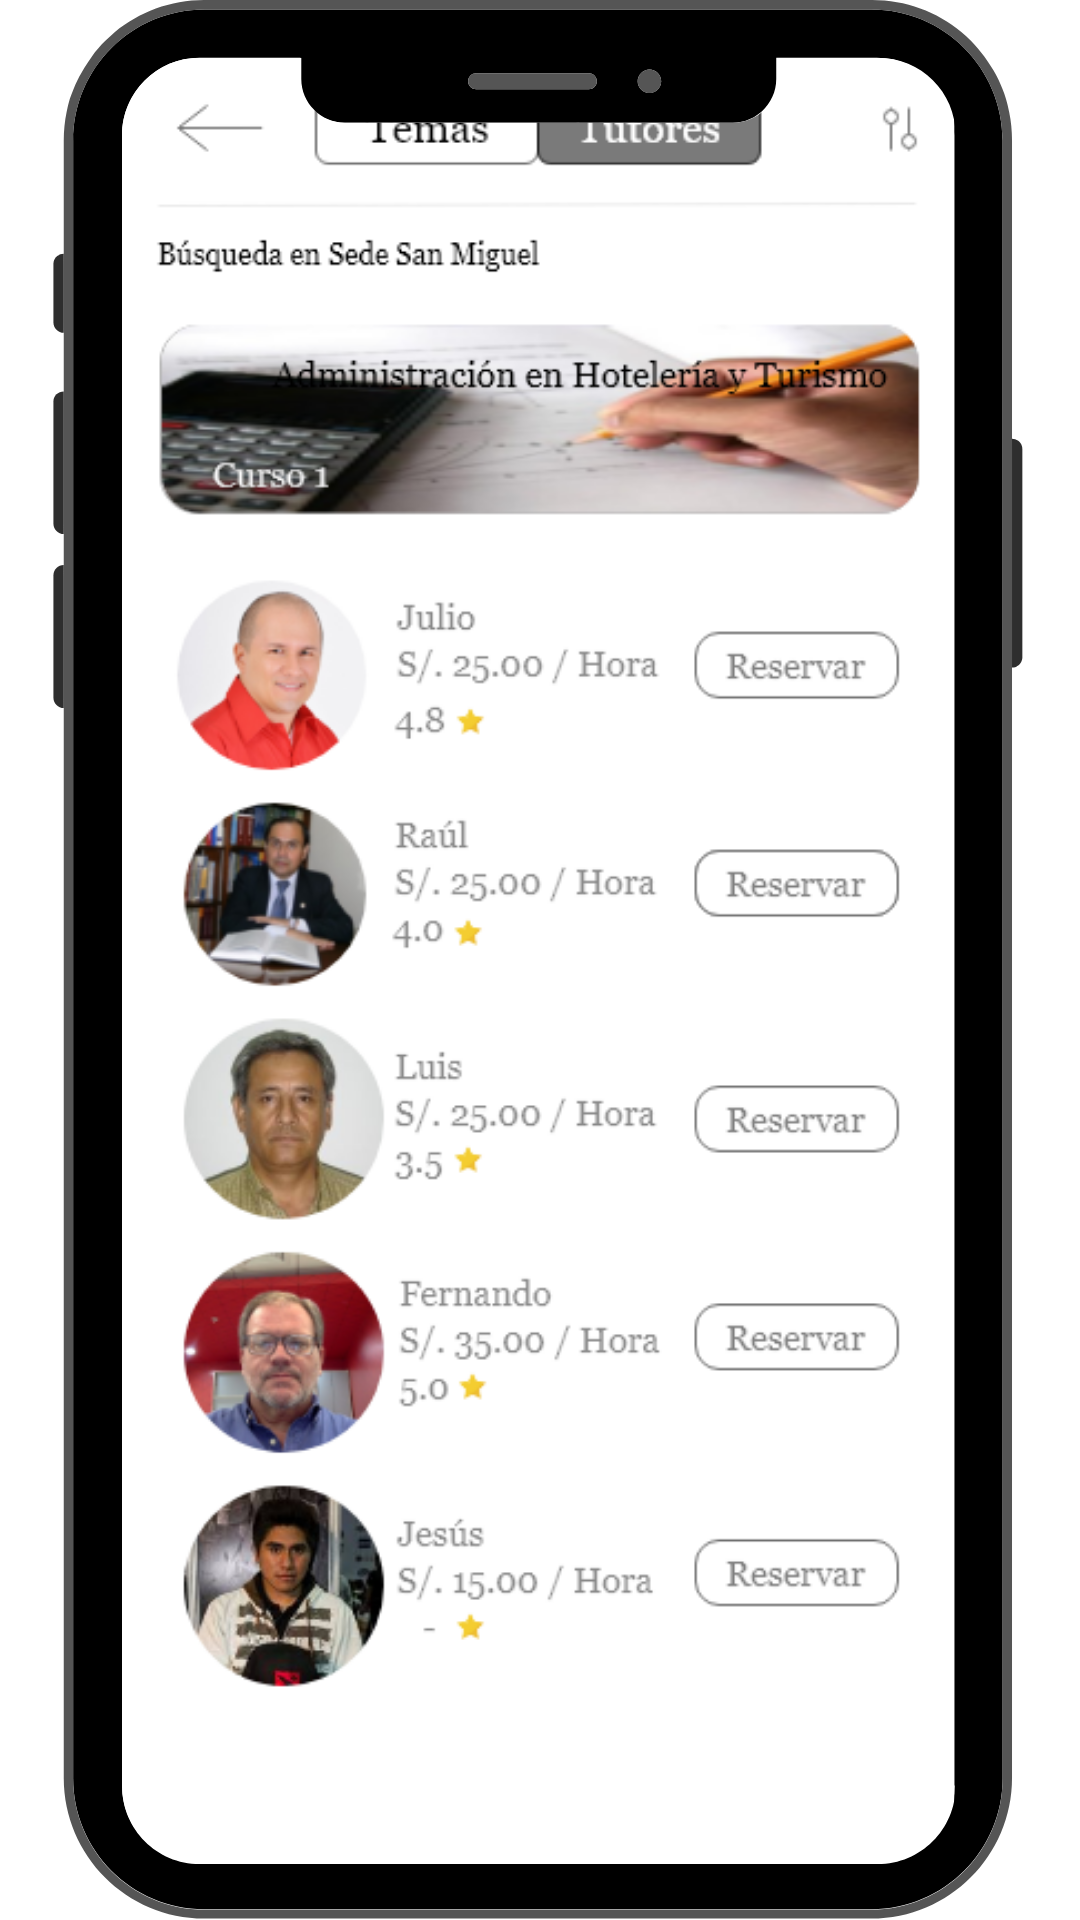 Temas
Tutores
Búsqueda en Sede San Miguel
Administración en Hotelería y Turismo
Curso 1
Julio
S/. 25.00 / Hora
Reservar
4.8
Raúl
S/. 25.00 / Hora
Reservar
4.0
Luis
S/. 25.00 / Hora
Reservar
3.5
Fernando
S/. 35.00 / Hora
Reservar
5.0
Jesús
S/. 15.00 / Hora
Reservar
-